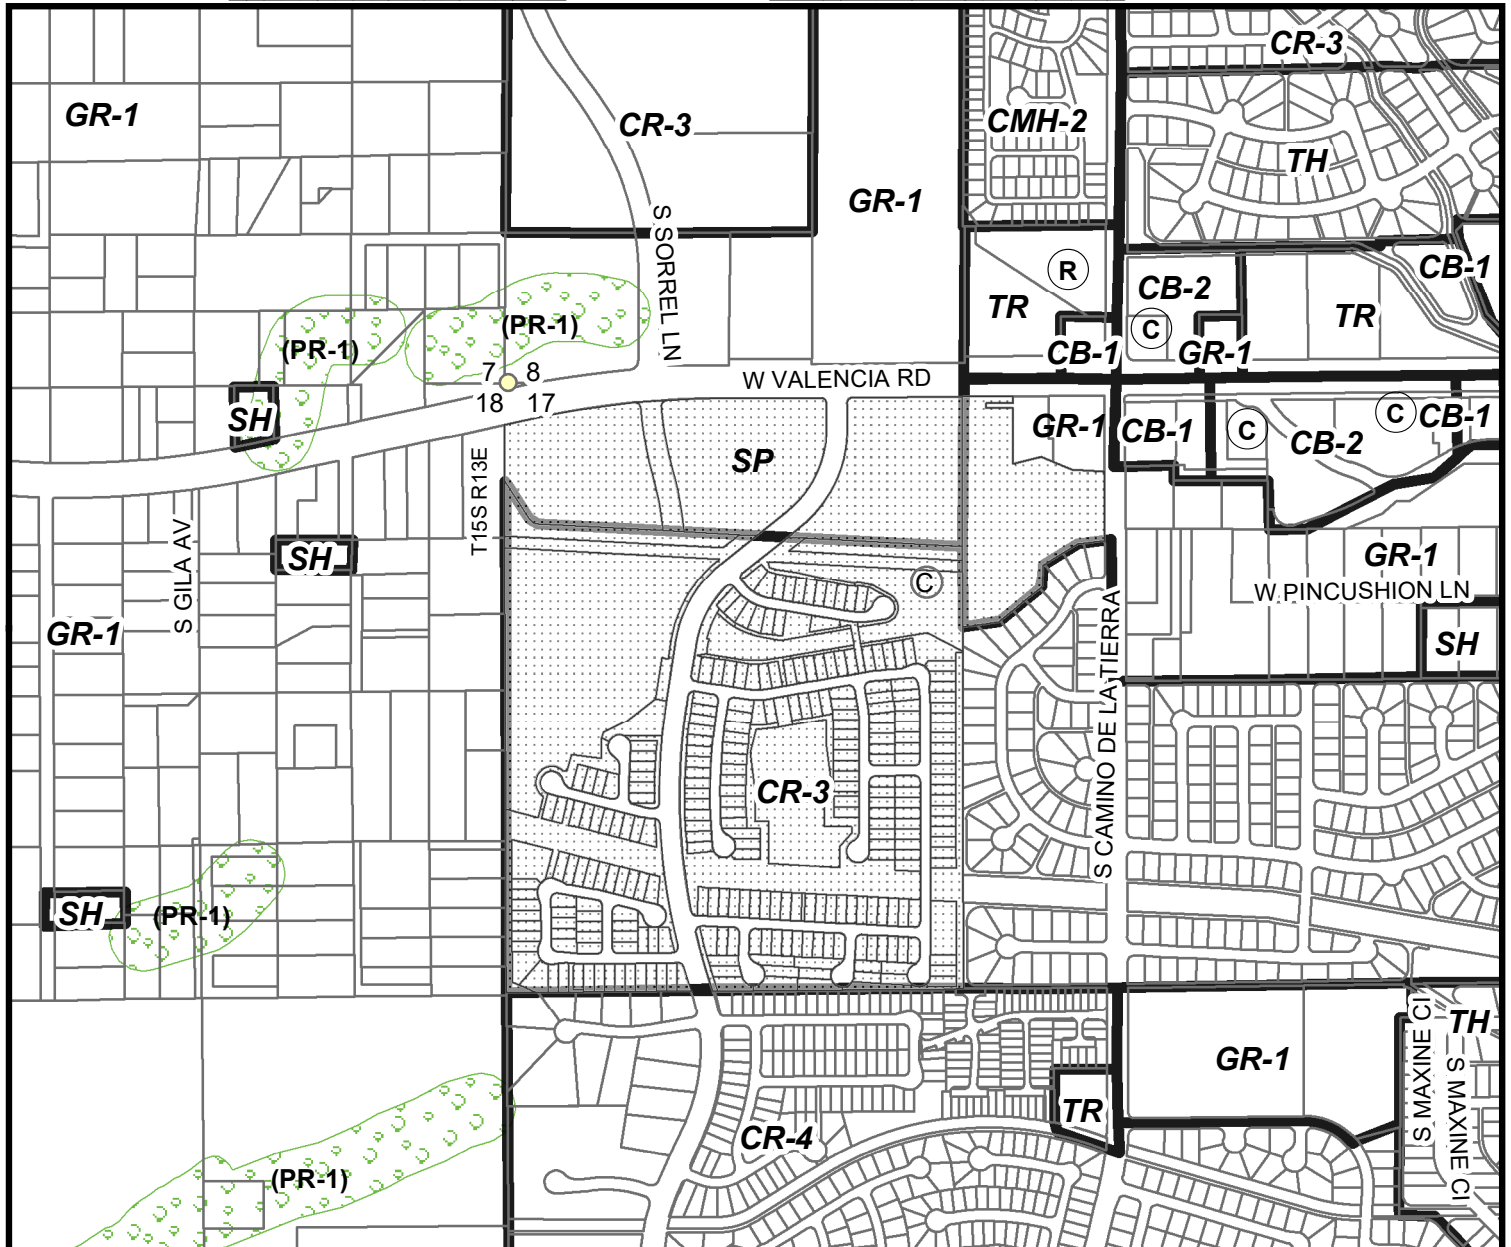 CR-3
GR-1
CR-3
CMH-2
TH
GR-1
S SORREL LN
R
CB-1
CB-2
TR
TR
(PR-1)
C
(PR-1)
CB-1
GR-1
7 8
18 17
W VALENCIA RD
SH
GR-1
CB-1
C
CB-2
C
CB-1
SP
T15S R13E
S GILA AV
SH
C
GR-1
W PINCUSHION LN
GR-1
SH
S CAMINO DE LA TIERRA
CR-3
SH
(PR-1)
S MAXINE CI
TH
GR-1
S MAXINE CI
TR
CR-4
(PR-1)